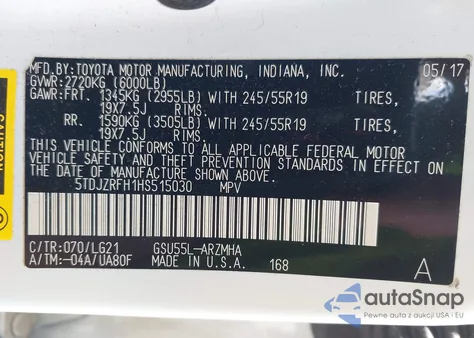 MFD. BY:TOYOTA MOTOR MANUFACTURING, INDIANA, INC. 05/17
GVWR: 2720KG (6000LB)
GAWR:FRT. 1345KG (2955LB) WITH 245/55R19 TIRES,
19X7.5J RIMS.
RR. 1590KG (3505LB) WITH 245/55R19 TIRES,
19X7.5J RIMS.
THIS VEHICLE CONFORMS TO ALL APPLICABLE FEDERAL MOTOR
VEHICLE SAFETY AND THEFT PREVENTION STANDARDS IN EFFECT ON
THE DATE OF MANUFACTURE SHOWN ABOVE.
5TDJZRFH1HS515030 MPV
C/TR:070/LG21 GSU55L-ARZMHA
A/TM:-04A/UA80F MADE IN U.S.A. 168 A
CAUTION
autoSnap
Pewne auto z USA i EU